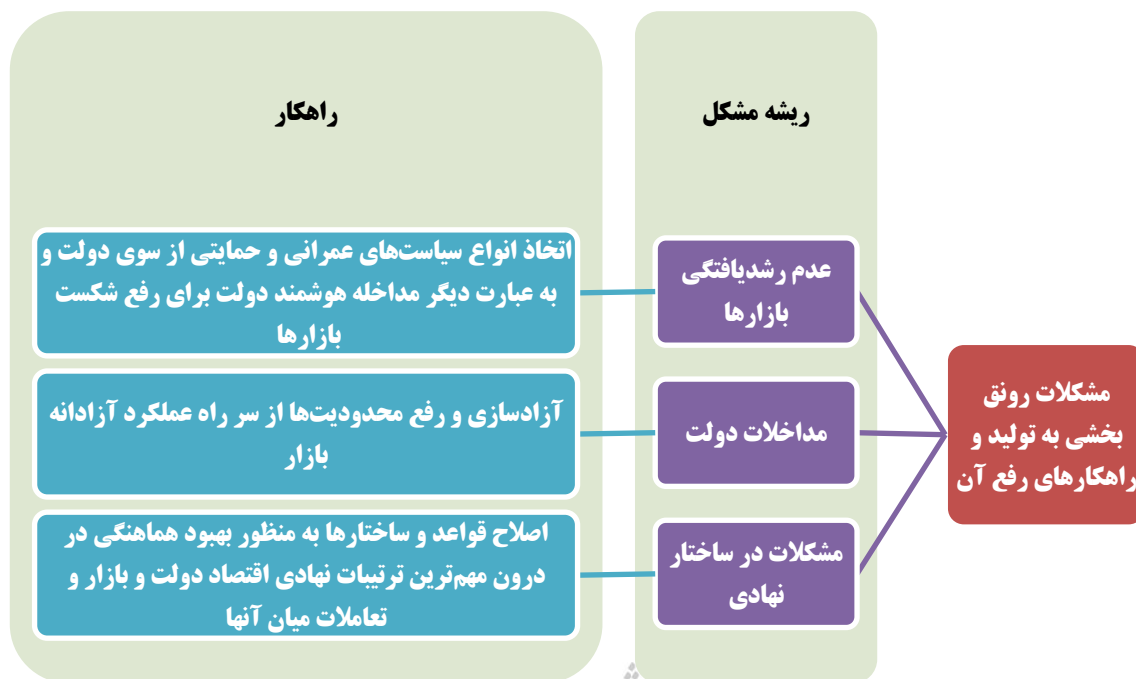 ریشه مشکل
راهکار
مشکلات رونق
بخشی به تولید و
راهکارهای رفع آن
عدم رشدیافتگی
بازارها
اتخاذ انواع سیاست‌های عمرانی و حمایتی از سوی دولت و
به عبارت دیگر مداخله هوشمند دولت برای رفع شکست
بازارها
مداخلات دولت
آزادسازی و رفع محدودیت‌ها از سر راه عملکرد آزادانه
بازار
مشکلات در ساختار
نهادی
اصلاح قواعد و ساختارها به منظور بهبود هماهنگی در
درون مهم‌ترین ترتیبات نهادی اقتصاد دولت و بازار و
تعاملات میان آنها